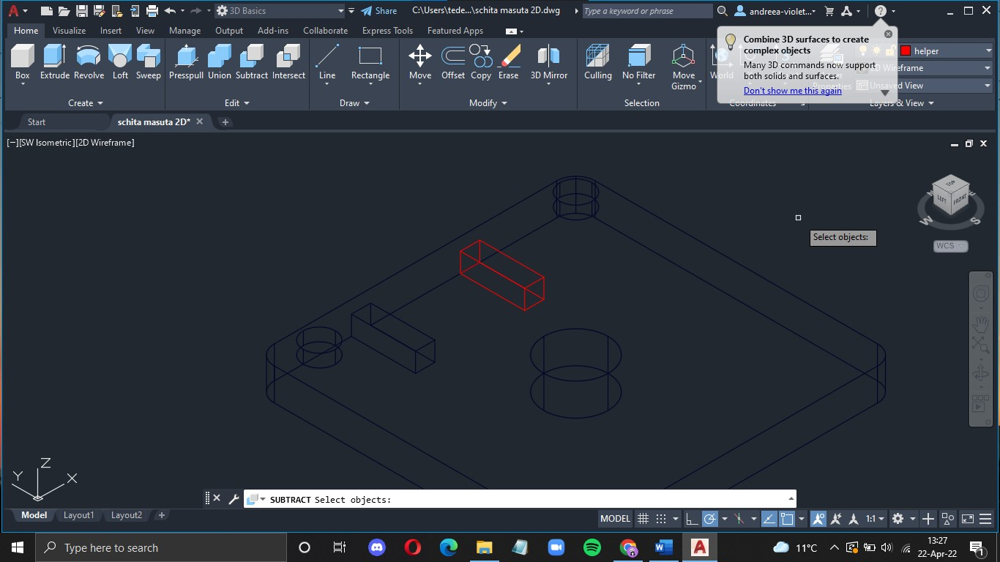 A 3D Basics Share C:\Users\tede...\schita masuta 2D.dwg Type a keyword or phrase andreea-violet... ?
Home Visualize Insert View Manage Output Add-ins Collaborate Express Tools Featured Apps
Combine 3D surfaces to create
complex objects
Many 3D commands now support
both solids and surfaces.
Don't show me this again
helper
2D Wireframe
Unsaved View
Box Extrude Revolve Loft Sweep Presspull Union Subtract Intersect Line Rectangle Move Offset Copy Erase 3D Mirror Culling No Filter Move
Gizmo World Properties
Create Edit Draw Modify Selection Coordinates Layers & View
Start schita masuta 2D*
[−][SW Isometric][2D Wireframe]
TOP
LEFT FRONT
W S
WCS
Select objects:
Z
Y X
SUBTRACT Select objects:
Model Layout1 Layout2 + MODEL 1:1
Type here to search 11°C 13:27
22-Apr-22 1